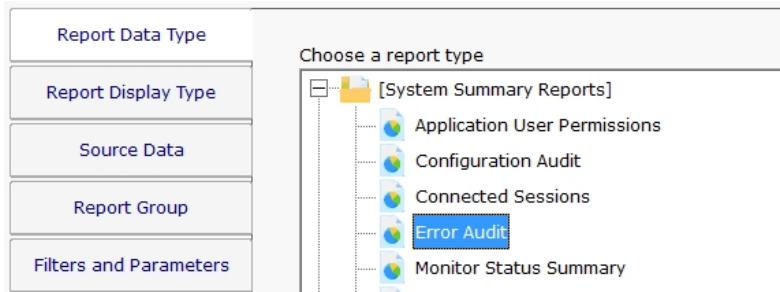 Report Data Type
Choose a report type
Report Display Type
[System Summary Reports]
Application User Permissions
Source Data
Configuration Audit
Connected Sessions
Report Group
Error Audit
Filters and Parameters
Monitor Status Summary